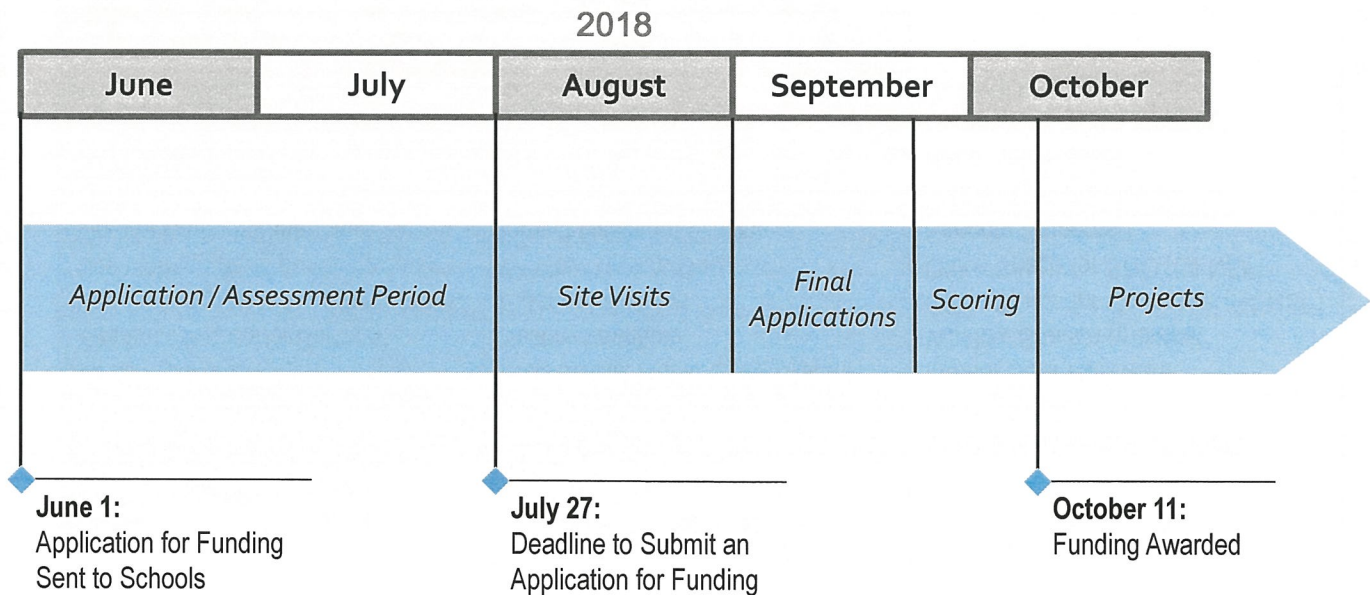 2018
June July August September October
Application / Assessment Period
Site Visits
Final
Applications
Scoring
Projects
June 1:
Application for Funding
Sent to Schools
July 27:
Deadline to Submit an
Application for Funding
October 11:
Funding Awarded